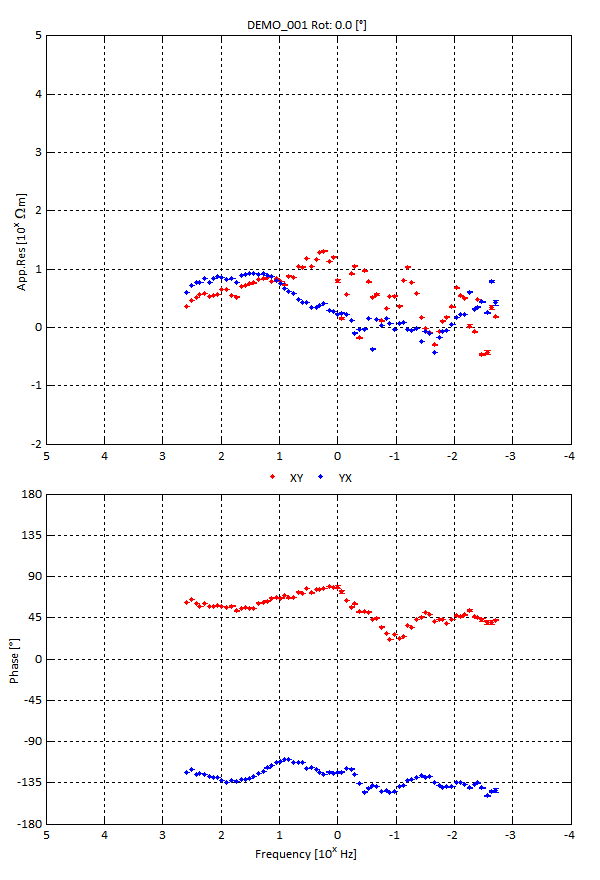 DEMO_001 Rot: 0.0 [°]
5
4
3
2
1
0
-1
-2
App.Res [10^x Ωm]
5 4 3 2 1 0 -1 -2 -3 -4
XY YX
180
135
90
45
0
-45
-90
-135
-180
Phase [°]
5 4 3 2 1 0 -1 -2 -3 -4
Frequency [10^x Hz]